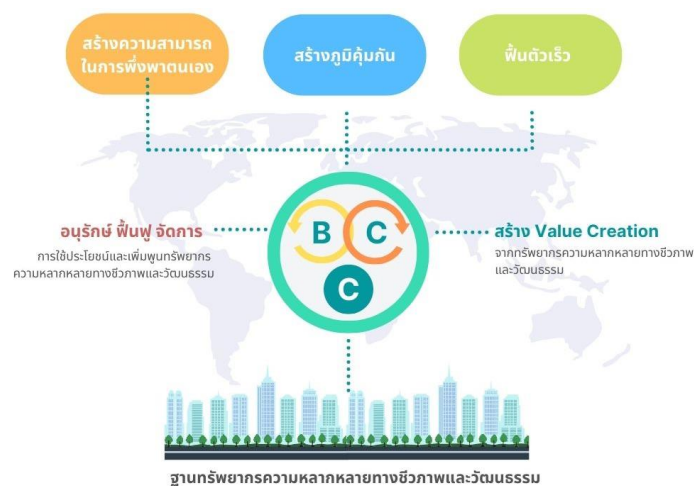 สร้างความสามารถ
ในการพึ่งพาตนเอง
สร้างภูมิคุ้มกัน
ฟื้นตัวเร็ว
B C
C
อนุรักษ์ ฟื้นฟู จัดการ
การใช้ประโยชน์และเพิ่มพูนทรัพยากร
ความหลากหลายทางชีวภาพและวัฒนธรรม
สร้าง Value Creation
จากทรัพยากรความหลากหลายทางชีวภาพ
และวัฒนธรรม
ฐานทรัพยากรความหลากหลายทางชีวภาพและวัฒนธรรม